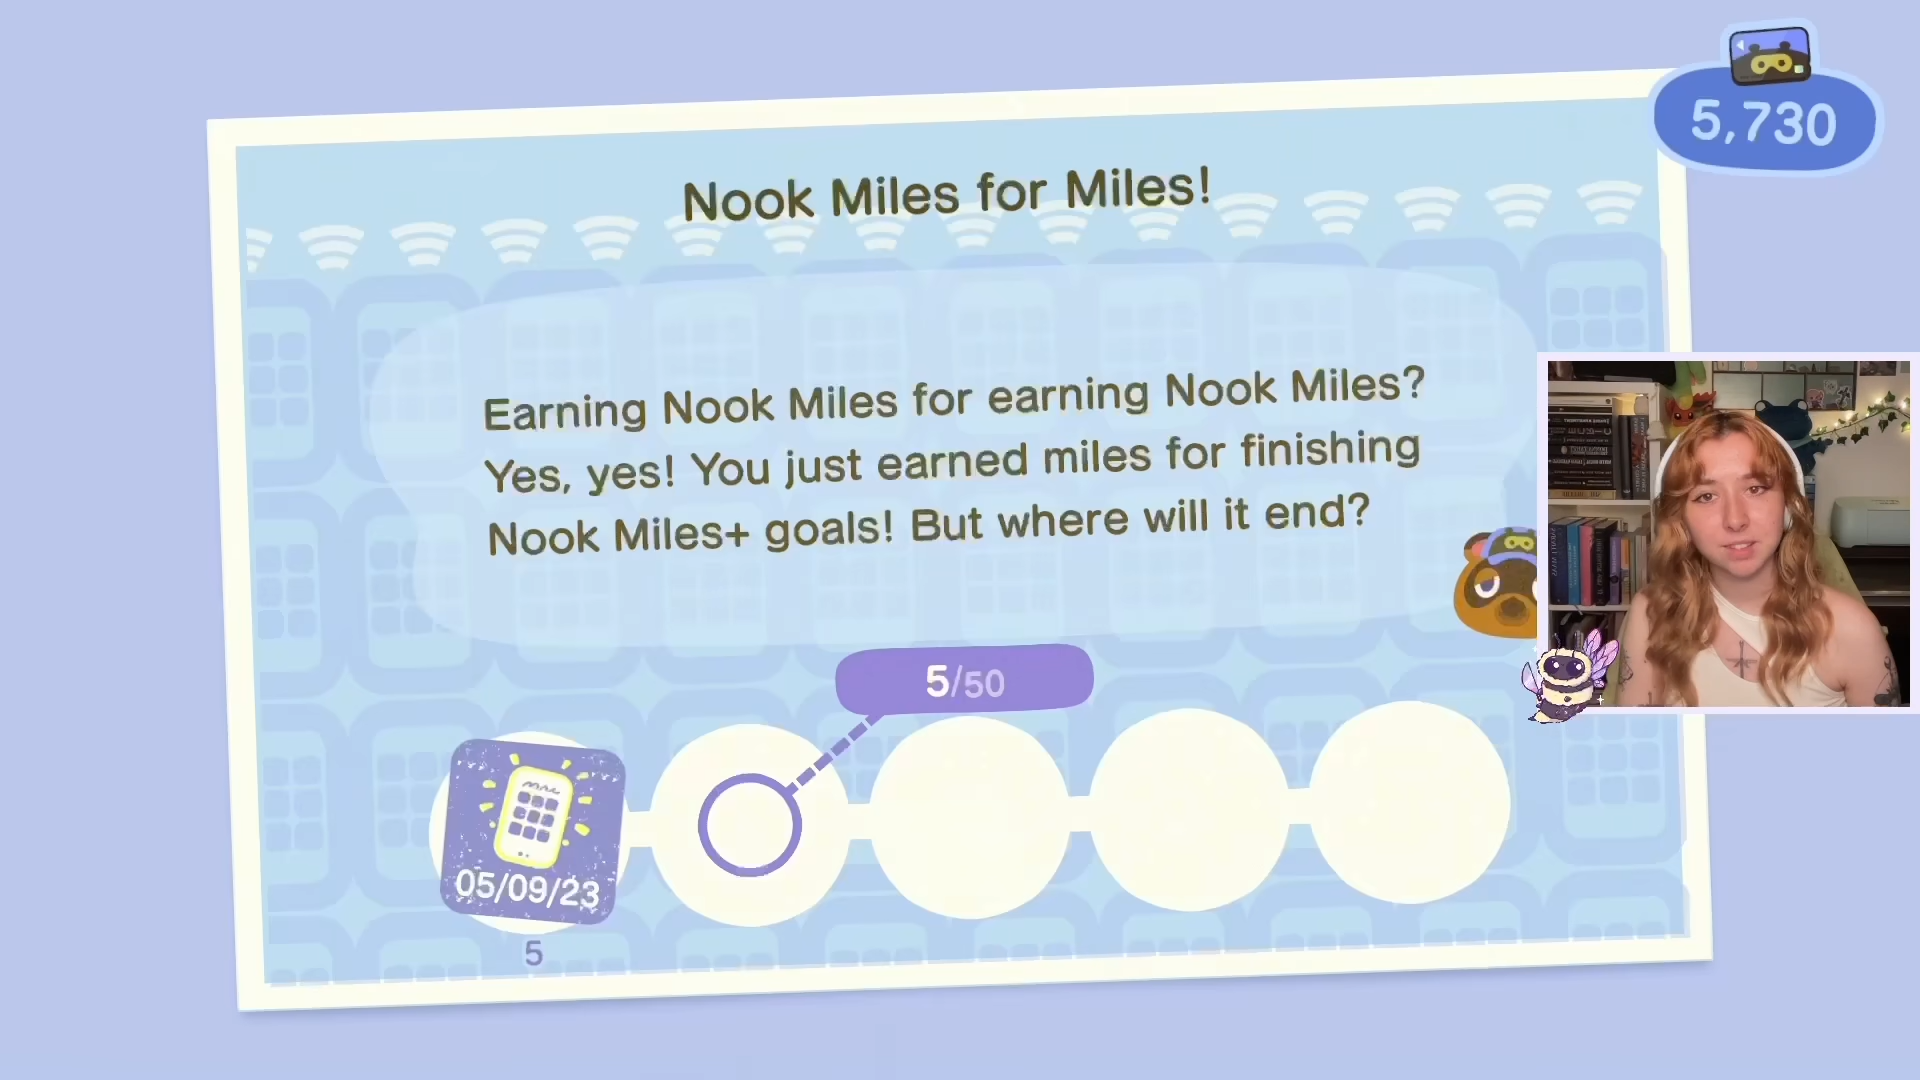 5,730
Nook Miles for Miles!
Earning Nook Miles for earning Nook Miles?
Yes, yes! You just earned miles for finishing
Nook Miles+ goals! But where will it end?
5/50
05/09/23
5